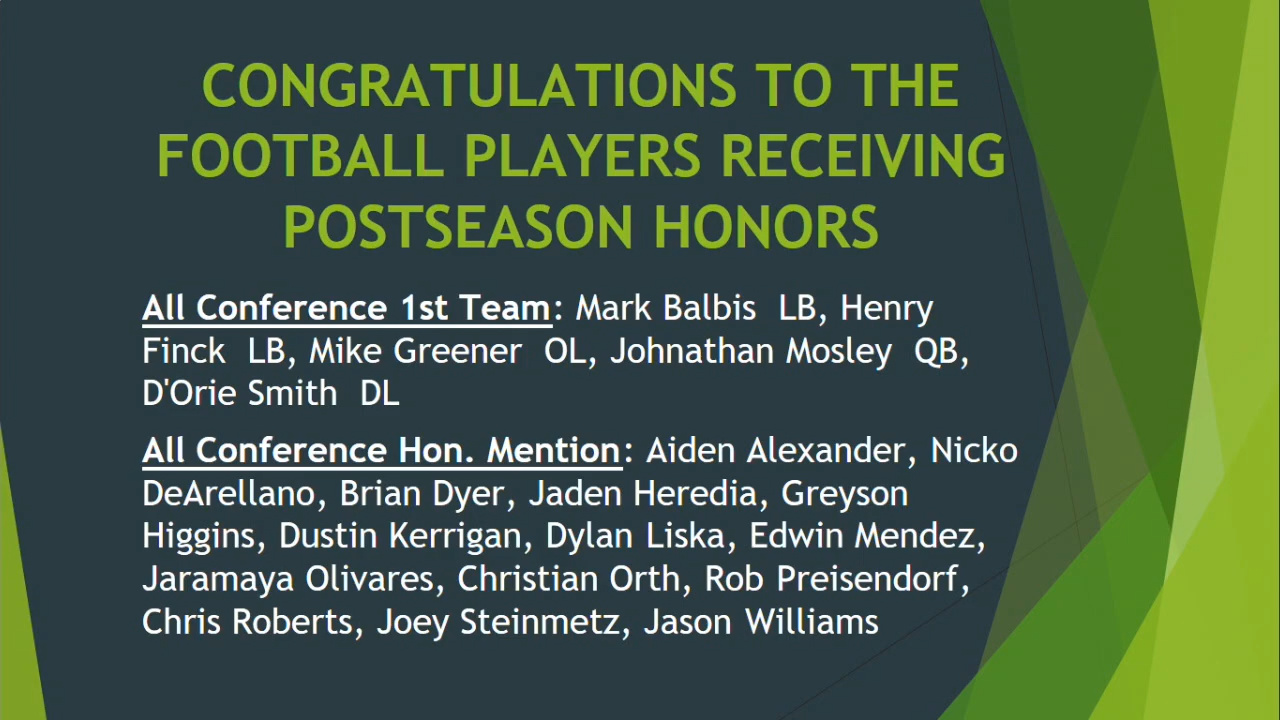 CONGRATULATIONS TO THE
FOOTBALL PLAYERS RECEIVING
POSTSEASON HONORS
All Conference 1st Team: Mark Balbis  LB, Henry
Finck  LB, Mike Greener  OL, Johnathan Mosley  QB,
D'Orie Smith  DL
All Conference Hon. Mention: Aiden Alexander, Nicko
DeArellano, Brian Dyer, Jaden Heredia, Greyson
Higgins, Dustin Kerrigan, Dylan Liska, Edwin Mendez,
Jaramaya Olivares, Christian Orth, Rob Preisendorf,
Chris Roberts, Joey Steinmetz, Jason Williams